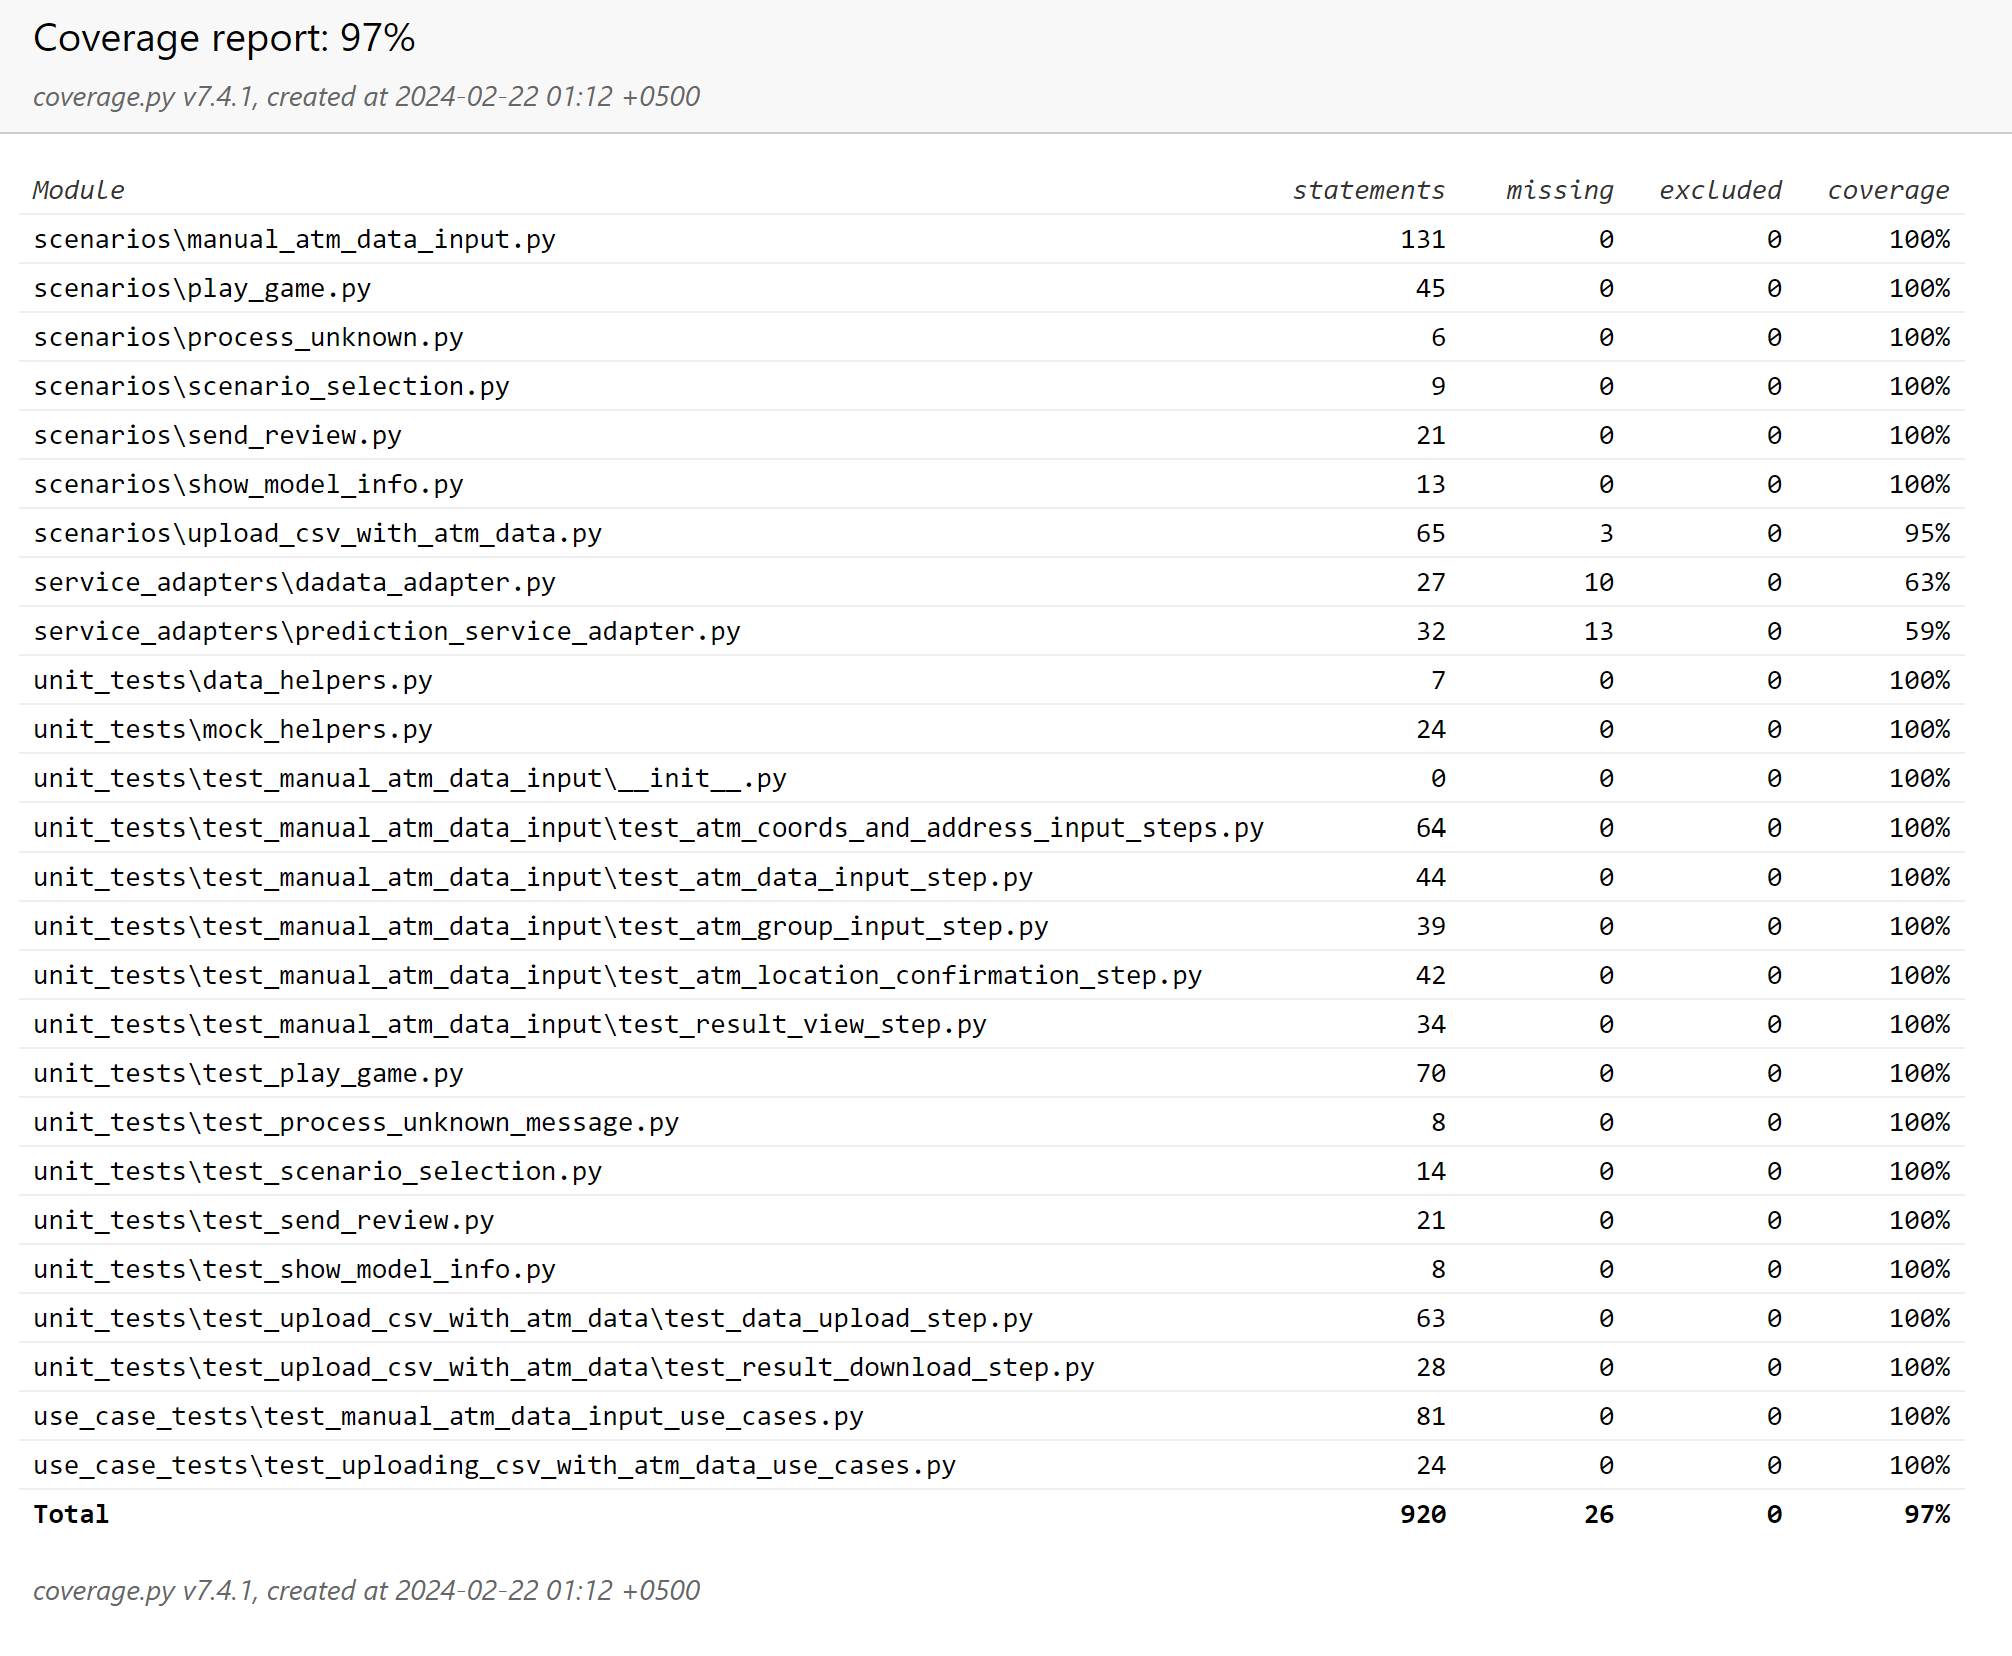 Coverage report: 97%
coverage.py v7.4.1, created at 2024-02-22 01:12 +0500
Module statements missing excluded coverage
scenarios\manual_atm_data_input.py 131 0 0 100%
scenarios\play_game.py 45 0 0 100%
scenarios\process_unknown.py 6 0 0 100%
scenarios\scenario_selection.py 9 0 0 100%
scenarios\send_review.py 21 0 0 100%
scenarios\show_model_info.py 13 0 0 100%
scenarios\upload_csv_with_atm_data.py 65 3 0 95%
service_adapters\dadata_adapter.py 27 10 0 63%
service_adapters\prediction_service_adapter.py 32 13 0 59%
unit_tests\data_helpers.py 7 0 0 100%
unit_tests\mock_helpers.py 24 0 0 100%
unit_tests\test_manual_atm_data_input\__init__.py 0 0 0 100%
unit_tests\test_manual_atm_data_input\test_atm_coords_and_address_input_steps.py 64 0 0 100%
unit_tests\test_manual_atm_data_input\test_atm_data_input_step.py 44 0 0 100%
unit_tests\test_manual_atm_data_input\test_atm_group_input_step.py 39 0 0 100%
unit_tests\test_manual_atm_data_input\test_atm_location_confirmation_step.py 42 0 0 100%
unit_tests\test_manual_atm_data_input\test_result_view_step.py 34 0 0 100%
unit_tests\test_play_game.py 70 0 0 100%
unit_tests\test_process_unknown_message.py 8 0 0 100%
unit_tests\test_scenario_selection.py 14 0 0 100%
unit_tests\test_send_review.py 21 0 0 100%
unit_tests\test_show_model_info.py 8 0 0 100%
unit_tests\test_upload_csv_with_atm_data\test_data_upload_step.py 63 0 0 100%
unit_tests\test_upload_csv_with_atm_data\test_result_download_step.py 28 0 0 100%
use_case_tests\test_manual_atm_data_input_use_cases.py 81 0 0 100%
use_case_tests\test_uploading_csv_with_atm_data_use_cases.py 24 0 0 100%
Total 920 26 0 97%
coverage.py v7.4.1, created at 2024-02-22 01:12 +0500